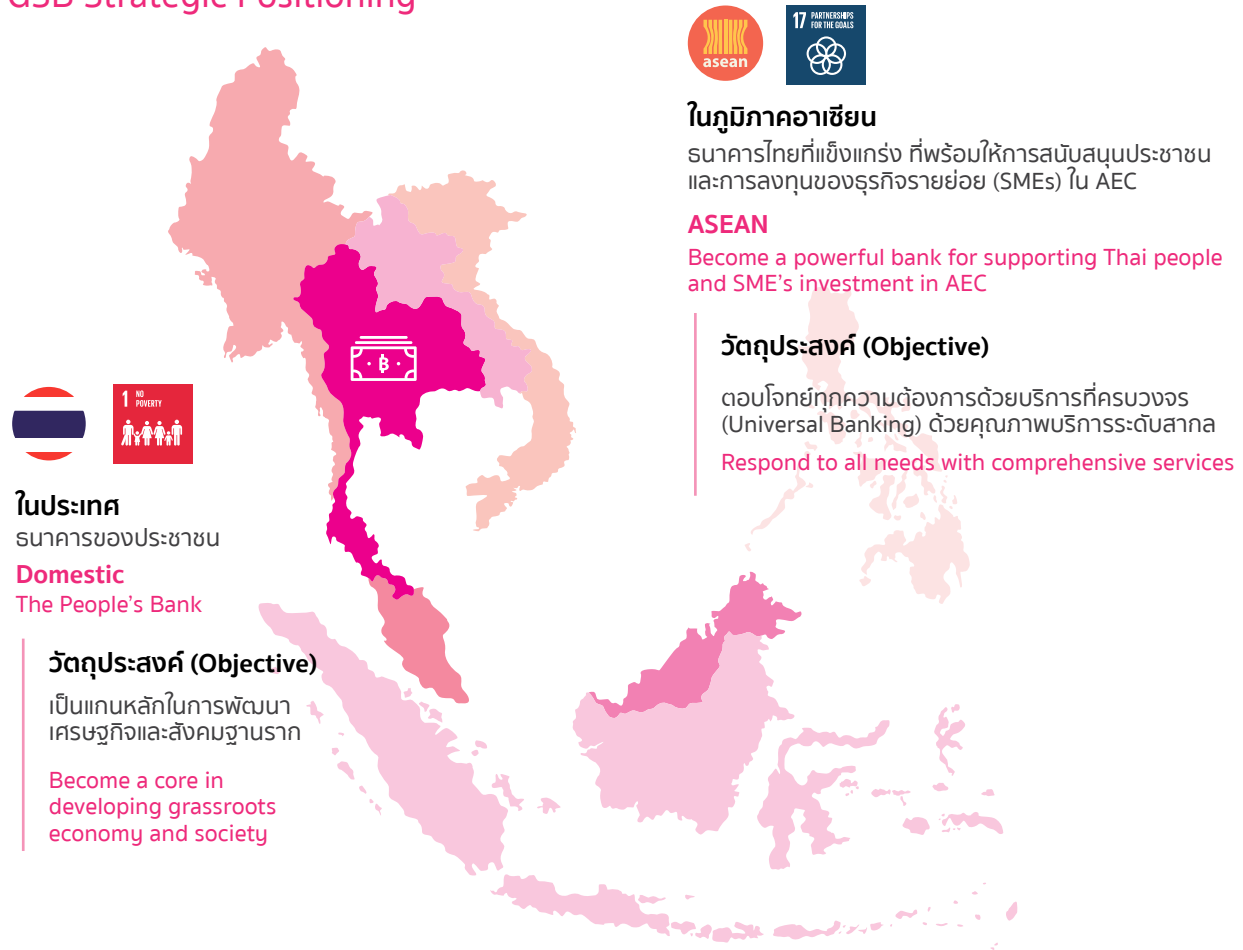 GSB Strategic Positioning
asean
17 PARTNERSHIPS
FOR THE GOALS
ในภูมิภาคอาเซียน
ธนาคารไทยที่แข็งแกร่ง ที่พร้อมให้การสนับสนุนประชาชน
และการลงทุนของธุรกิจรายย่อย (SMEs) ใน AEC
ASEAN
Become a powerful bank for supporting Thai people
and SME’s investment in AEC
วัตถุประสงค์ (Objective)
ตอบโจทย์ทุกความต้องการด้วยบริการที่ครบวงจร
(Universal Banking) ด้วยคุณภาพบริการระดับสากล
Respond to all needs with comprehensive services
฿
1 NO
POVERTY
ในประเทศ
ธนาคารของประชาชน
Domestic
The People’s Bank
วัตถุประสงค์ (Objective)
เป็นแกนหลักในการพัฒนา
เศรษฐกิจและสังคมฐานราก
Become a core in
developing grassroots
economy and society